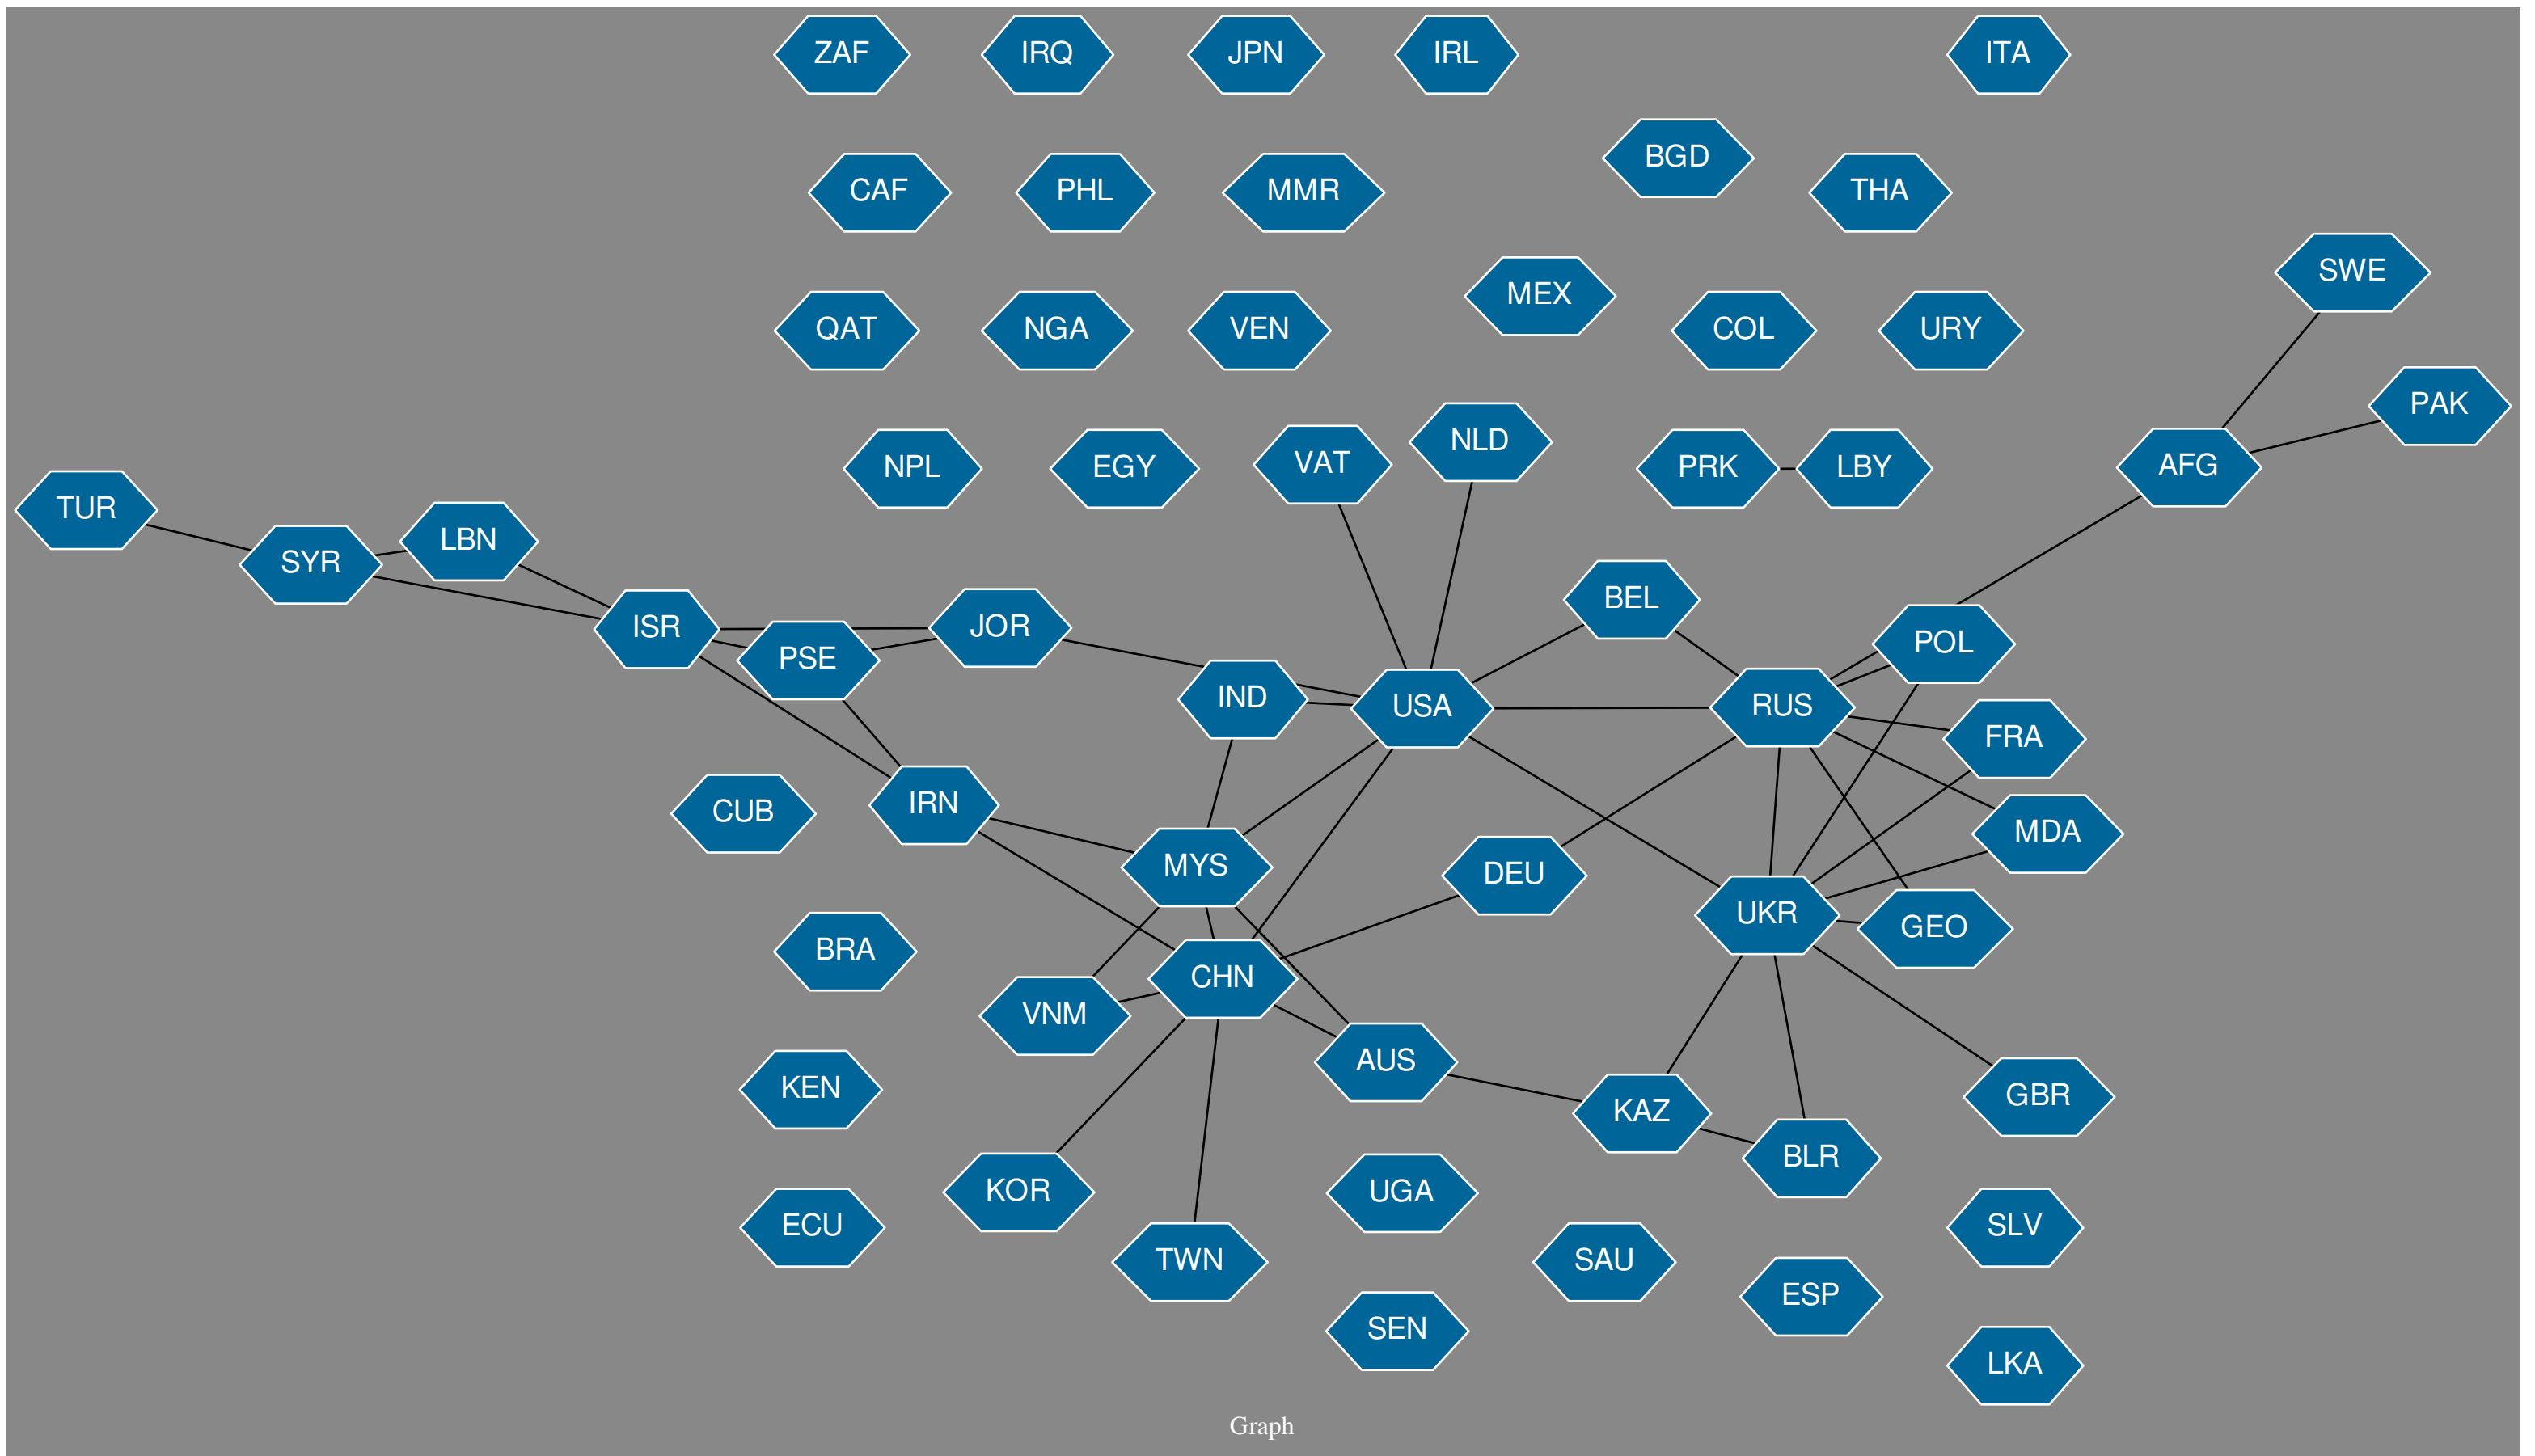 ZAF
IRQ
JPN
IRL
ITA
BGD
CAF
PHL
MMR
THA
SWE
MEX
QAT
NGA
VEN
COL
URY
PAK
NLD
VAT
NPL
EGY
PRK
LBY
AFG
TUR
LBN
SYR
BEL
ISR
JOR
PSE
POL
IND
USA
RUS
FRA
IRN
CUB
MDA
MYS
DEU
UKR
GEO
BRA
CHN
VNM
AUS
KEN
KAZ
GBR
BLR
KOR
UGA
ECU
SLV
TWN
SAU
ESP
SEN
LKA
Graph